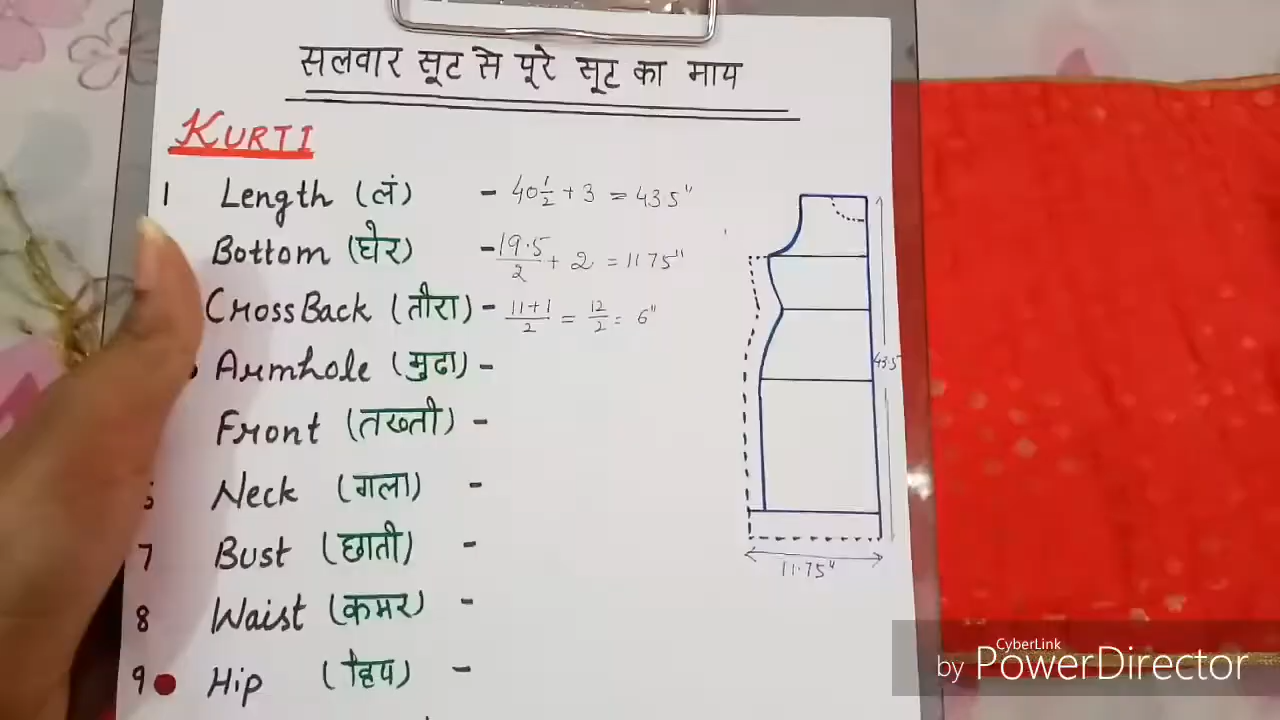 सलवार सूट से पूरे सूट का माप
KURTI
1 Length (लं) - 40 1/2 + 3 = 43 5"
Bottom (घेर) - 19.5/2 + 2 = 11 75"
CrossBack (तीरा) - 11+1/2 = 12/2 = 6"
Armhole (मुढा) -
Front (तख्ती) -
Neck (गला) -
7 Bust (छाती) -
8 Waist (कमर) -
9 Hip (हिप) -
43.5
11.75"
CyberLink
by PowerDirector